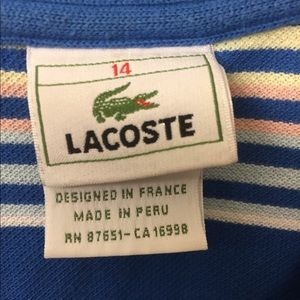 14
LACOSTE
DESIGNED IN FRANCE
MADE IN PERU
RN 87651-CA 16998